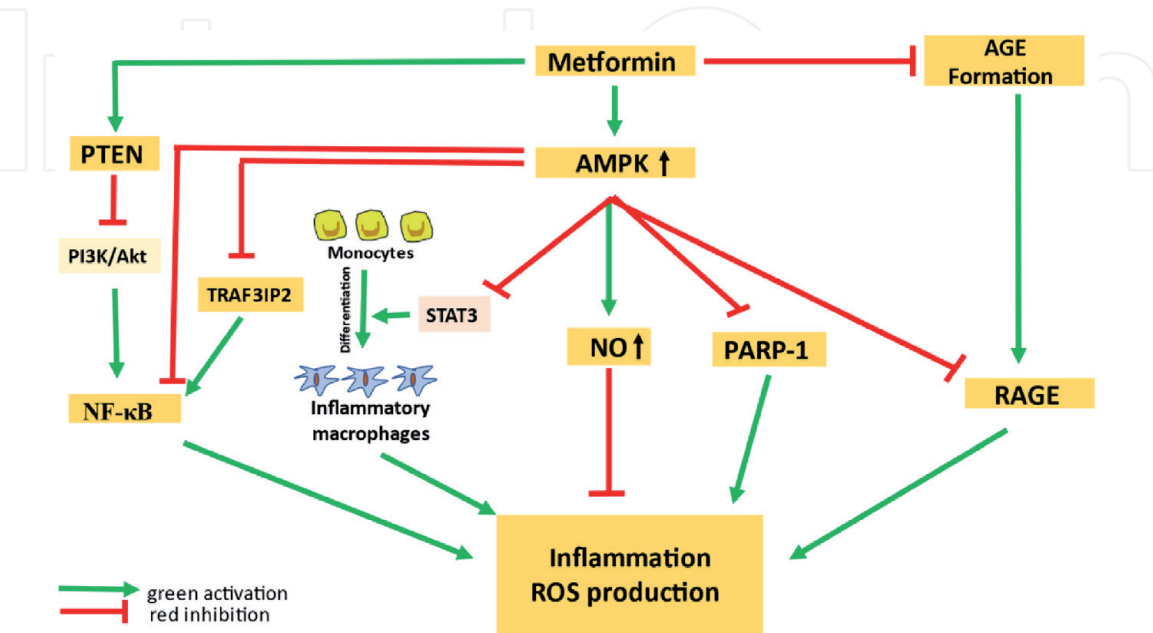 Metformin
AGE
Formation
PTEN
AMPK ↑
PI3K/Akt
Monocytes
TRAF3IP2
Differentiation
STAT3
NO ↑
PARP-1
RAGE
NF-κB
Inflammatory
macrophages
Inflammation
ROS production
green activation
red inhibition